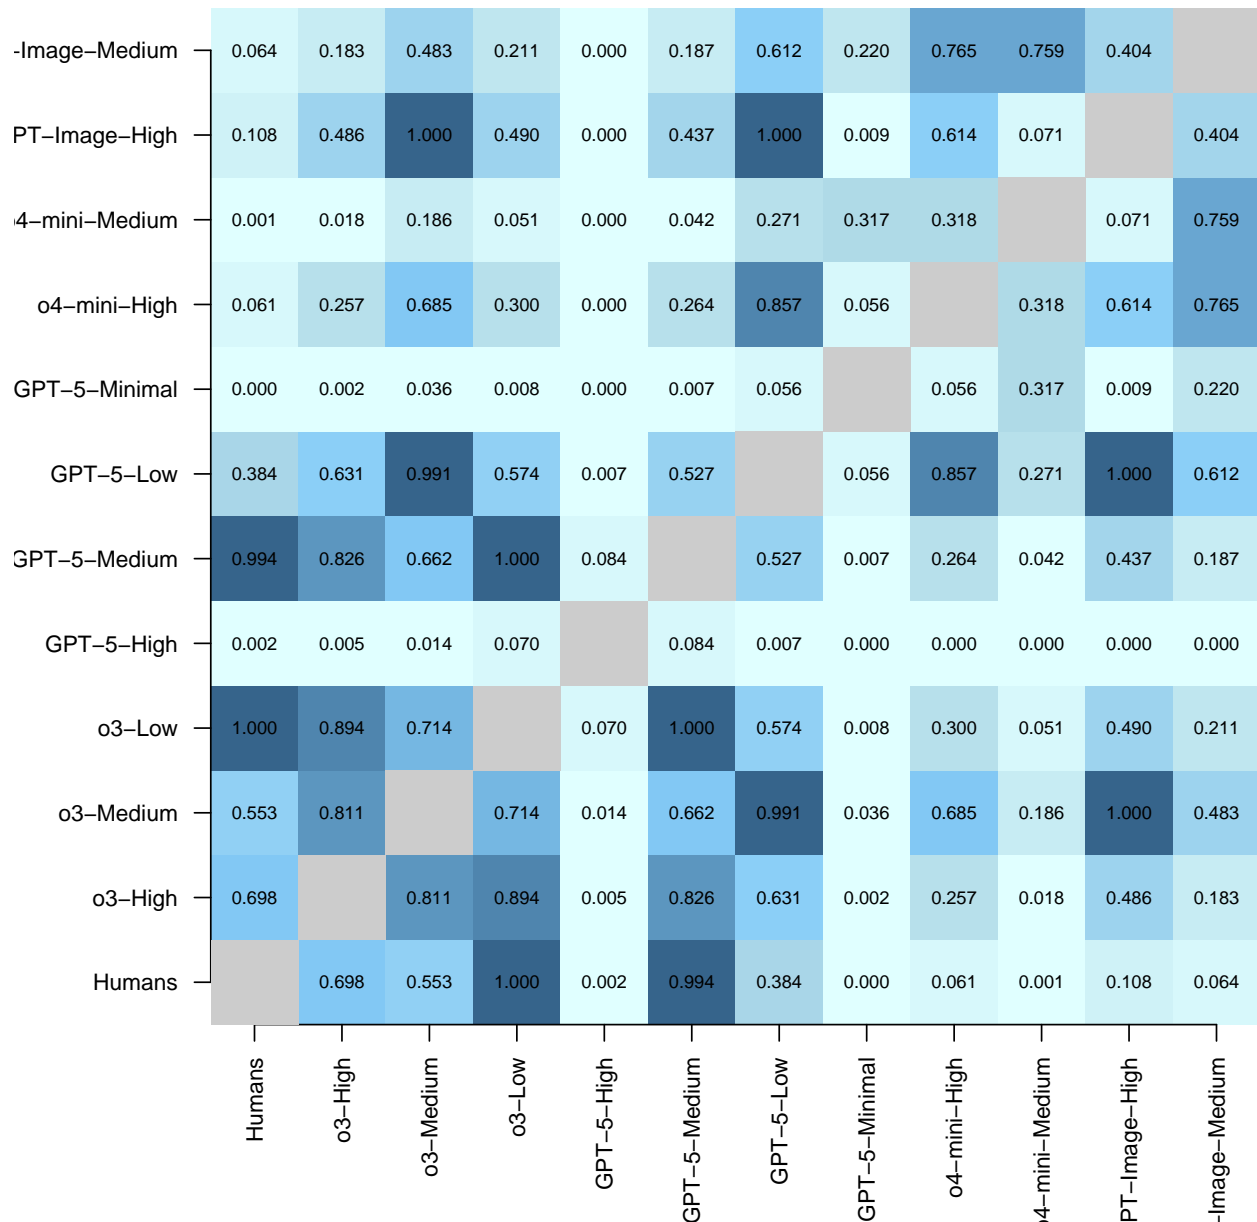 -Image-Medium 0.064 0.183 0.483 0.211 0.000 0.187 0.612 0.220 0.765 0.759 0.404
PT-Image-High 0.108 0.486 1.000 0.490 0.000 0.437 1.000 0.009 0.614 0.071 0.404
4-mini-Medium 0.001 0.018 0.186 0.051 0.000 0.042 0.271 0.317 0.318 0.071 0.759
o4-mini-High 0.061 0.257 0.685 0.300 0.000 0.264 0.857 0.056 0.318 0.614 0.765
GPT-5-Minimal 0.000 0.002 0.036 0.008 0.000 0.007 0.056 0.056 0.317 0.009 0.220
GPT-5-Low 0.384 0.631 0.991 0.574 0.007 0.527 0.056 0.857 0.271 1.000 0.612
GPT-5-Medium 0.994 0.826 0.662 1.000 0.084 0.527 0.007 0.264 0.042 0.437 0.187
GPT-5-High 0.002 0.005 0.014 0.070 0.084 0.007 0.000 0.000 0.000 0.000 0.000
o3-Low 1.000 0.894 0.714 0.070 1.000 0.574 0.008 0.300 0.051 0.490 0.211
o3-Medium 0.553 0.811 0.714 0.014 0.662 0.991 0.036 0.685 0.186 1.000 0.483
o3-High 0.698 0.811 0.894 0.005 0.826 0.631 0.002 0.257 0.018 0.486 0.183
Humans 0.698 0.553 1.000 0.002 0.994 0.384 0.000 0.061 0.001 0.108 0.064
Humans
o3-High
o3-Medium
o3-Low
GPT-5-High
GPT-5-Medium
GPT-5-Low
GPT-5-Minimal
o4-mini-High
o4-mini-Medium
PT-Image-High
-Image-Medium